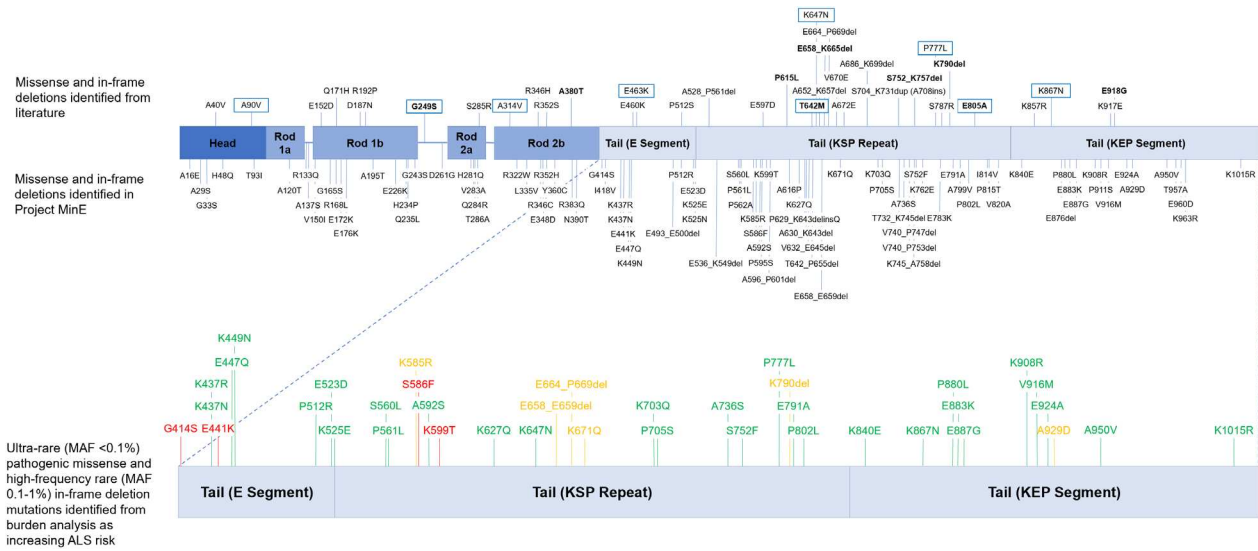 K647N
E664_P669del
E658_K665del
P777L
A686_K699del
K790del
Missense and in-frame
deletions identified from
literature
Q171H R192P
R346H
A380T
P615L
V670E
S752_K757del
A40V
A90V
E152D
D187N
G249S
S285R
A314V
R352S
E463K
E460K
A528_P561del
P512S
E597D
A652_K657del
T642M
A672E
S704_K731dup (A708ins)
S787R
E805A
K857R
K867N
E918G
K917E
Head
Rod 1a
Rod 1b
Rod 2a
Rod 2b
Tail (E Segment)
Tail (KSP Repeat)
Tail (KEP Segment)
Missense and in-frame
deletions identified in
Project MinE
A16E
H48Q
T93I
R133Q
G165S
A195T
G243S
D261G
H281Q
R322W
R352H
G414S
P512R
S560L
K599T
A616P
K671Q
K703Q
S752F
E791A
I814V
K840E
P880L
K908R
E924A
A950V
K1015R
A29S
A120T
R168L
E226K
V283A
L335V
Y360C
I418V
K437R
E523D
P561L
K627Q
P705S
K762E
A799V
P815T
E883K
P911S
A929D
T957A
G33S
A137S
E172K
H234P
Q284R
R346C
R383Q
K437N
K525E
P562A
K585R
P629_K643delinsQ
A736S
E783K
P802L
V820A
E887G
V916M
E960D
V150I
E176K
Q235L
T286A
E348D
N390T
E441K
K525N
S586F
A630_K643del
T732_K745del
E876del
K963R
E447Q
E493_E500del
A592S
V632_E645del
V740_P747del
K449N
E536_K549del
P595S
T642_P655del
V740_P753del
A596_P601del
E658_E659del
K745_A758del
K449N
E447Q
K585R
P777L
K908R
K437R
E523D
S586F
E664_P669del
K790del
P880L
V916M
K437N
P512R
S560L
A592S
E658_E659del
K703Q
A736S
E791A
E883K
E924A
G414S
E441K
K525E
P561L
K599T
K627Q
K647N
K671Q
P705S
S752F
P802L
K840E
K867N
E887G
A929D
A950V
K1015R
Ultra-rare (MAF <0.1%)
pathogenic missense and
high-frequency rare (MAF
0.1-1%) in-frame deletion
mutations identified from
burden analysis as
increasing ALS risk
Tail (E Segment)
Tail (KSP Repeat)
Tail (KEP Segment)